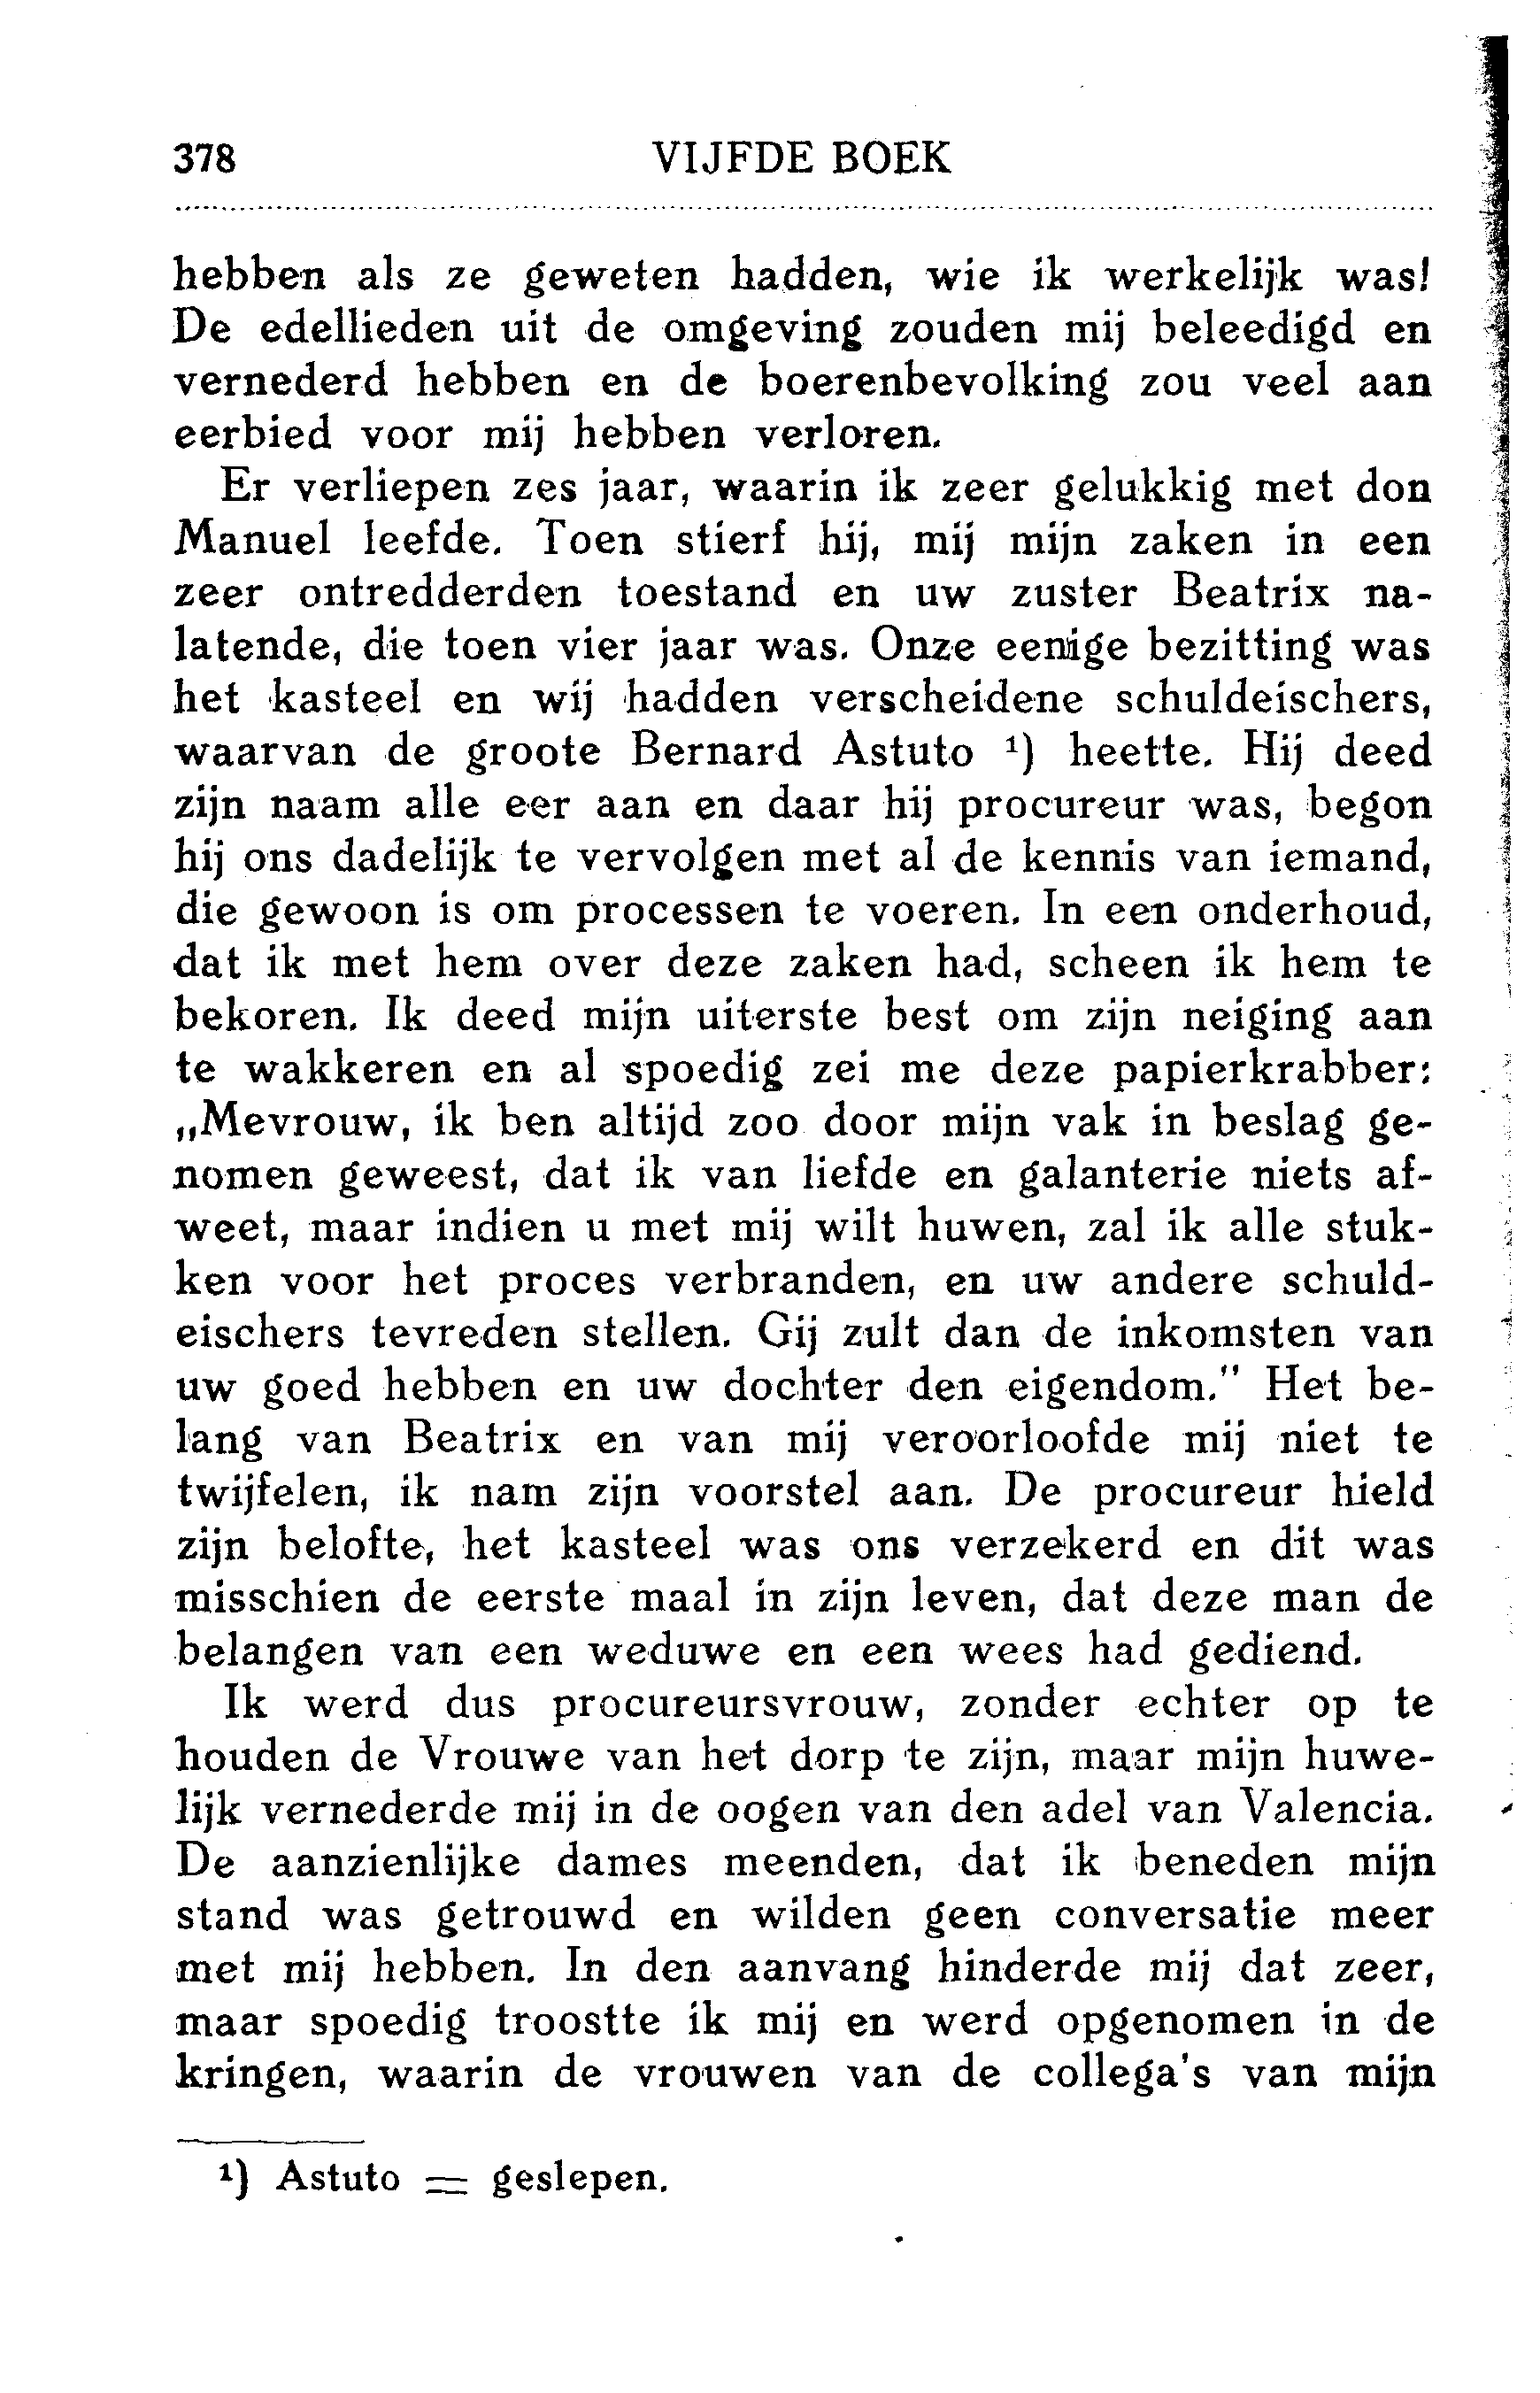 378 VIJFDE BOEK
hebben als ze geweten hadden, wie ik werkelijk was!
De edellieden uit de omgeving zouden mij beleedigd en
vernederd hebben en de boerenbevolking zou veel aan
eerbied voor mij hebben verloren.
Er verliepen zes jaar, waarin ik zeer gelukkig met don
Manuel leefde. Toen stierf hij, mij mijn zaken in een
zeer ontredderden toestand en uw zuster Beatrix na-
latende, die toen vier jaar was. Onze eenige bezitting was
het kasteel en wij hadden verscheidene schuldeischers,
waarvan de groote Bernard Astuto ¹) heette. Hij deed
zijn naam alle eer aan en daar hij procureur was, begon
hij ons dadelijk te vervolgen met al de kennis van iemand,
die gewoon is om processen te voeren. In een onderhoud,
dat ik met hem over deze zaken had, scheen ik hem te
bekoren. Ik deed mijn uiterste best om zijn neiging aan
te wakkeren en al spoedig zei me deze papierkrabber:
„Mevrouw, ik ben altijd zoo door mijn vak in beslag ge-
nomen geweest, dat ik van liefde en galanterie niets af-
weet, maar indien u met mij wilt huwen, zal ik alle stuk-
ken voor het proces verbranden, en uw andere schuld-
eischers tevreden stellen. Gij zult dan de inkomsten van
uw goed hebben en uw dochter den eigendom." Het be-
lang van Beatrix en van mij veroorloofde mij niet te
twijfelen, ik nam zijn voorstel aan. De procureur hield
zijn belofte, het kasteel was ons verzekerd en dit was
misschien de eerste maal in zijn leven, dat deze man de
belangen van een weduwe en een wees had gediend.
Ik werd dus procureursvrouw, zonder echter op te
houden de Vrouwe van het dorp te zijn, maar mijn huwe-
lijk vernederde mij in de oogen van den adel van Valencia.
De aanzienlijke dames meenden, dat ik beneden mijn
stand was getrouwd en wilden geen conversatie meer
met mij hebben. In den aanvang hinderde mij dat zeer,
maar spoedig troostte ik mij en werd opgenomen in de
kringen, waarin de vrouwen van de collega's van mijn
¹) Astuto = geslepen.